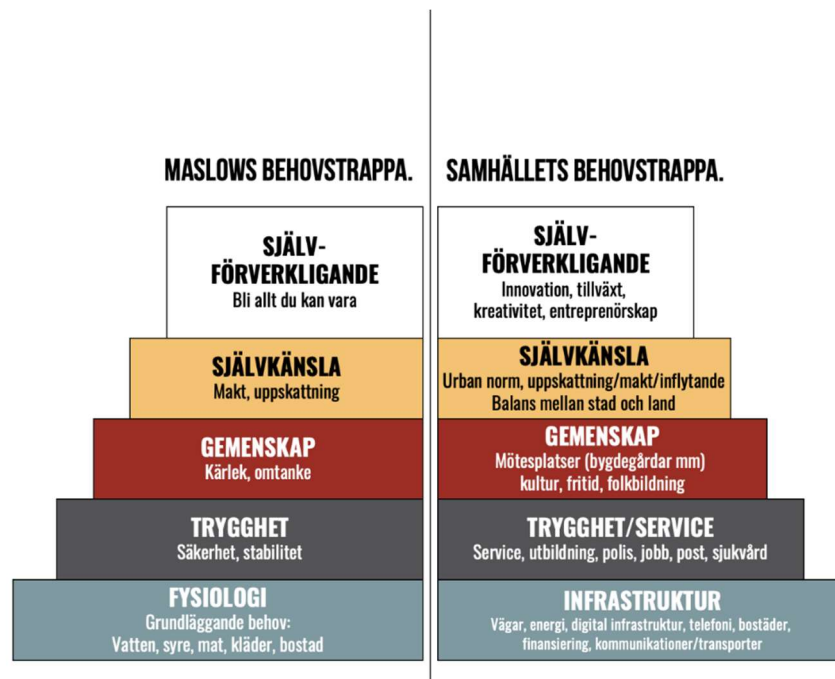 MASLOWS BEHOVSTRAPPA.
SJÄLV-
FÖRVERKLIGANDE
Bli allt du kan vara
SJÄLVKÄNSLA
Makt, uppskattning
GEMENSKAP
Kärlek, omtanke
TRYGGHET
Säkerhet, stabilitet
FYSIOLOGI
Grundläggande behov:
Vatten, syre, mat, kläder, bostad
SAMHÄLLETS BEHOVSTRAPPA.
SJÄLV-
FÖRVERKLIGANDE
Innovation, tillväxt,
kreativitet, entreprenörskap
SJÄLVKÄNSLA
Urban norm, uppskattning/makt/inflytande
Balans mellan stad och land
GEMENSKAP
Mötesplatser (bygdegårdar mm)
kultur, fritid, folkbildning
TRYGGHET/SERVICE
Service, utbildning, polis, jobb, post, sjukvård
INFRASTRUKTUR
Vägar, energi, digital infrastruktur, telefoni, bostäder,
finansiering, kommunikationer/transporter